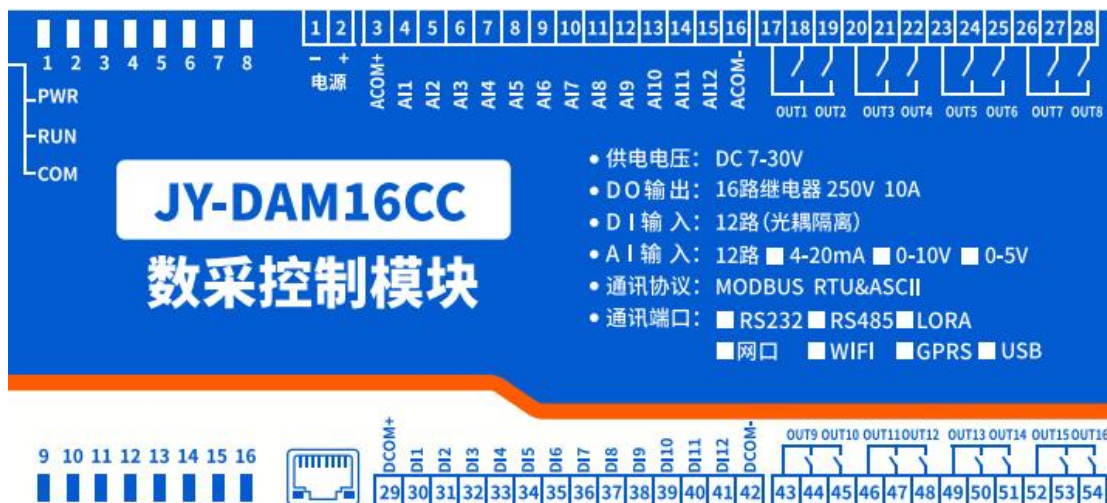 1 2 3 4 5 6 7 8 9 10 11 12 13 14 15 16 17 18 19 20 21 22 23 24 25 26 27 28
1 2 3 4 5 6 7 8
- +
电源
ACOM+ AI1 AI2 AI3 AI4 AI5 AI6 AI7 AI8 AI9 AI10 AI11 AI12 ACOM-
OUT1 OUT2 OUT3 OUT4 OUT5 OUT6 OUT7 OUT8
PWR
RUN
COM
JY-DAM16CC
数采控制模块
• 供电电压: DC 7-30V
• DO输出: 16路继电器 250V 10A
• DI输入: 12路(光耦隔离)
• AI输入: 12路 ■ 4-20mA ■ 0-10V ■ 0-5V
• 通讯协议: MODBUS RTU&ASCII
• 通讯端口: ■ RS232 ■ RS485 ■ LORA
■ 网口 ■ WIFI ■ GPRS ■ USB
9 10 11 12 13 14 15 16
DCOM+ DI1 DI2 DI3 DI4 DI5 DI6 DI7 DI8 DI9 DI10 DI11 DI12 DCOM-
OUT9 OUT10 OUT11 OUT12 OUT13 OUT14 OUT15 OUT16
29 30 31 32 33 34 35 36 37 38 39 40 41 42 43 44 45 46 47 48 49 50 51 52 53 54